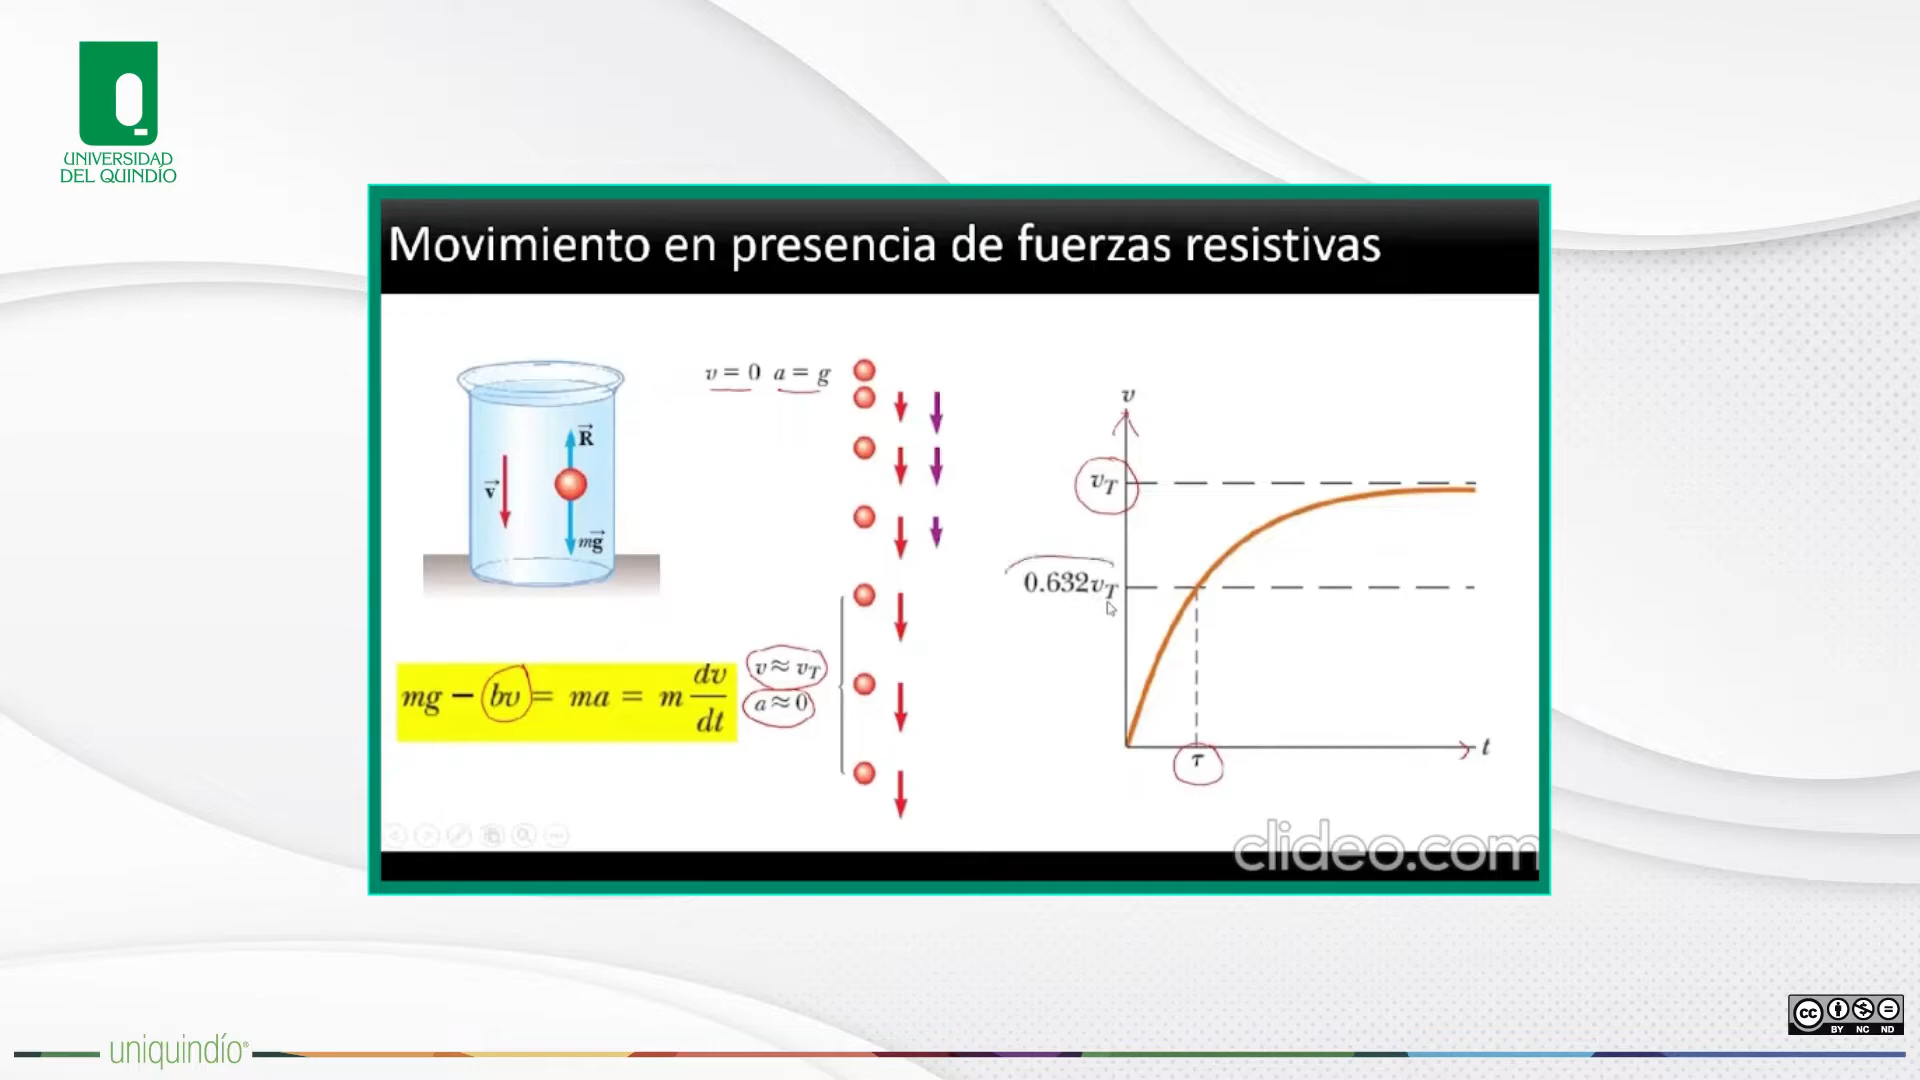 UNIVERSIDAD
DEL QUINDÍO
Movimiento en presencia de fuerzas resistivas
v = 0 a = g
R
v
mg
mg − bv = ma = m dv/dt
v ≈ vT
a ≈ 0
v
vT
0.632vT
τ
t
clideo.com
uniquindío®
cc
BY NC ND